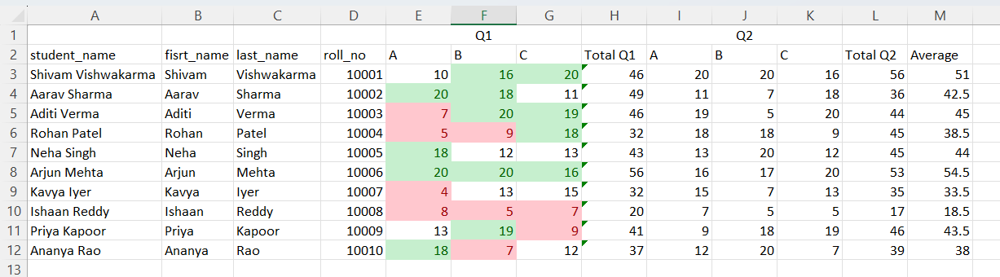 A B C D E F G H I J K L M
1 Q1 Q2
2 student_name fisrt_name last_name roll_no A B C Total Q1 A B C Total Q2 Average
3 Shivam Vishwakarma Shivam Vishwakarma 10001 10 16 20 46 20 20 16 56 51
4 Aarav Sharma Aarav Sharma 10002 20 18 11 49 11 7 18 36 42.5
5 Aditi Verma Aditi Verma 10003 7 20 19 46 19 5 20 44 45
6 Rohan Patel Rohan Patel 10004 5 9 18 32 18 18 9 45 38.5
7 Neha Singh Neha Singh 10005 18 12 13 43 13 20 12 45 44
8 Arjun Mehta Arjun Mehta 10006 20 20 16 56 16 17 20 53 54.5
9 Kavya Iyer Kavya Iyer 10007 4 13 15 32 15 7 13 35 33.5
10 Ishaan Reddy Ishaan Reddy 10008 8 5 7 20 7 5 5 17 18.5
11 Priya Kapoor Priya Kapoor 10009 13 19 9 41 9 18 19 46 43.5
12 Ananya Rao Ananya Rao 10010 18 7 12 37 12 20 7 39 38
13